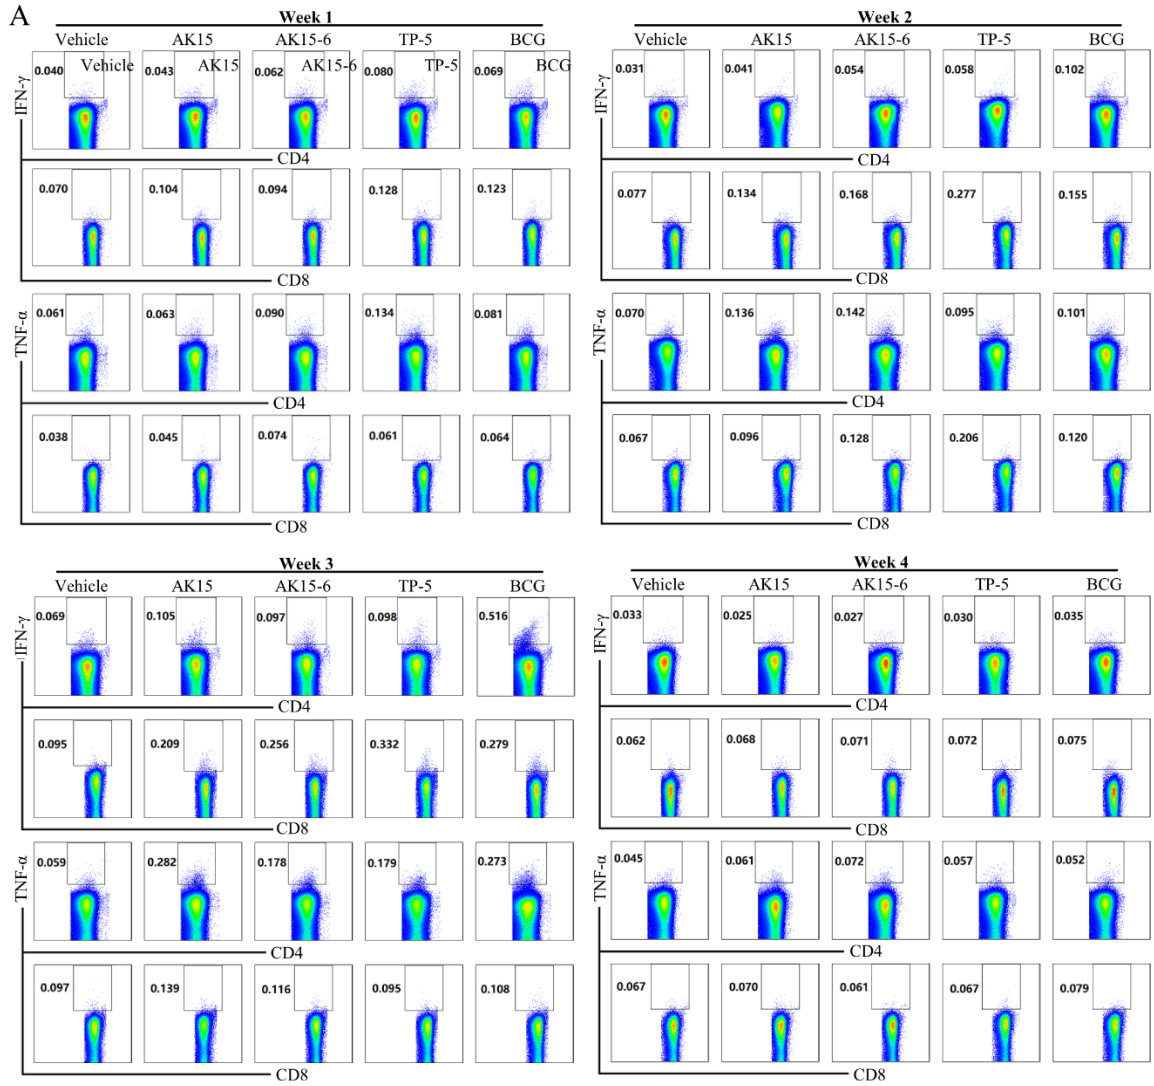 A
Week 1
Vehicle AK15 AK15-6 TP-5 BCG
IFN-γ
0.040 Vehicle 0.043 AK15 0.062 AK15-6 0.080 TP-5 0.069 BCG
CD4
0.070 0.104 0.094 0.128 0.123
CD8
TNF-α
0.061 0.063 0.090 0.134 0.081
CD4
0.038 0.045 0.074 0.061 0.064
CD8
Week 2
Vehicle AK15 AK15-6 TP-5 BCG
IFN-γ
0.031 0.041 0.054 0.058 0.102
CD4
0.077 0.134 0.168 0.277 0.155
CD8
TNF-α
0.070 0.136 0.142 0.095 0.101
CD4
0.067 0.096 0.128 0.206 0.120
CD8
Week 3
Vehicle AK15 AK15-6 TP-5 BCG
IFN-γ
0.069 0.105 0.097 0.098 0.516
CD4
0.095 0.209 0.256 0.332 0.279
CD8
TNF-α
0.059 0.282 0.178 0.179 0.273
CD4
0.097 0.139 0.116 0.095 0.108
CD8
Week 4
Vehicle AK15 AK15-6 TP-5 BCG
IFN-γ
0.033 0.025 0.027 0.030 0.035
CD4
0.062 0.068 0.071 0.072 0.075
CD8
TNF-α
0.045 0.061 0.072 0.057 0.052
CD4
0.067 0.070 0.061 0.067 0.079
CD8